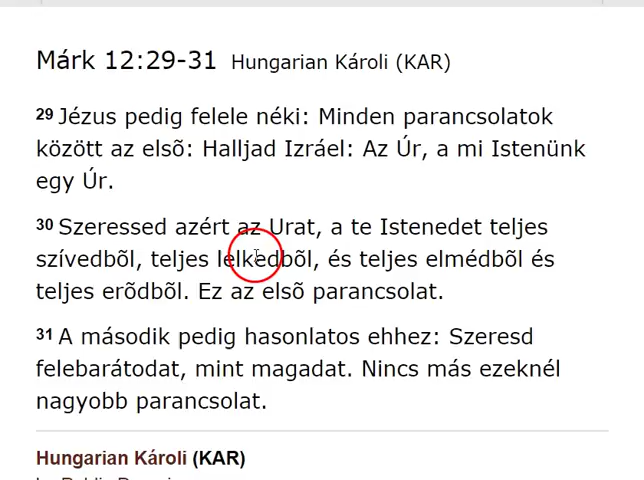 Márk 12:29-31 Hungarian Károli (KAR)
29 Jézus pedig felele néki: Minden parancsolatok
között az elsõ: Halljad Izráel: Az Úr, a mi Istenünk
egy Úr.
30 Szeressed azért az Urat, a te Istenedet teljes
szívedbõl, teljes lelkedbõl, és teljes elmédbõl és
teljes erõdbõl. Ez az elsõ parancsolat.
31 A második pedig hasonlatos ehhez: Szeresd
felebarátodat, mint magadat. Nincs más ezeknél
nagyobb parancsolat.
Hungarian Károli (KAR)